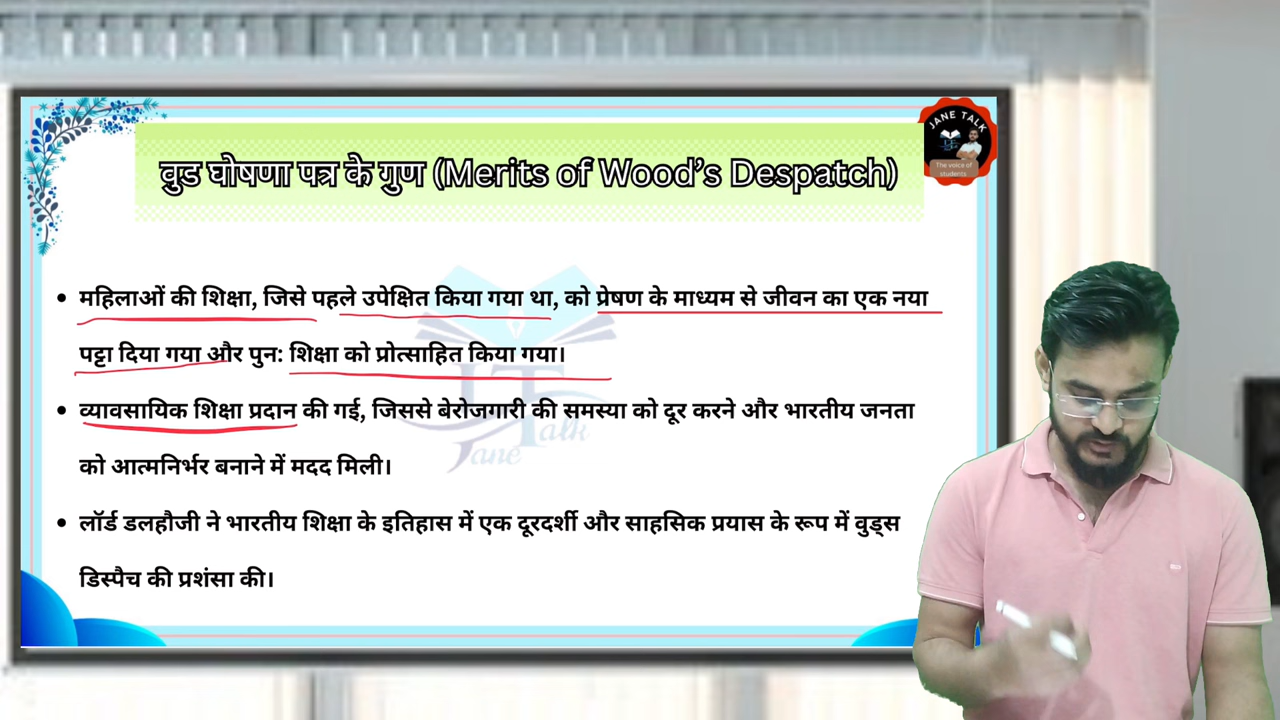 वुड घोषणा पत्र के गुण (Merits of Wood’s Despatch)
JANE TALK
The voice of
students
• महिलाओं की शिक्षा, जिसे पहले उपेक्षित किया गया था, को प्रेषण के माध्यम से जीवन का एक नया
पट्टा दिया गया और पुन: शिक्षा को प्रोत्साहित किया गया।
• व्यावसायिक शिक्षा प्रदान की गई, जिससे बेरोजगारी की समस्या को दूर करने और भारतीय जनता
को आत्मनिर्भर बनाने में मदद मिली।
• लॉर्ड डलहौजी ने भारतीय शिक्षा के इतिहास में एक दूरदर्शी और साहसिक प्रयास के रूप में वुड्स
डिस्पैच की प्रशंसा की।
Jane Talk